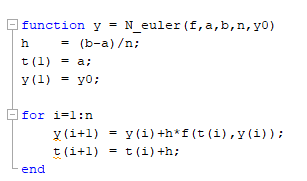 function y = N_euler(f,a,b,n,y0)
h    = (b-a)/n;
t(1) = a;
y(1) = y0;
for i=1:n
    y(i+1) = y(i)+h*f(t(i),y(i));
    t(i+1) = t(i)+h;
end